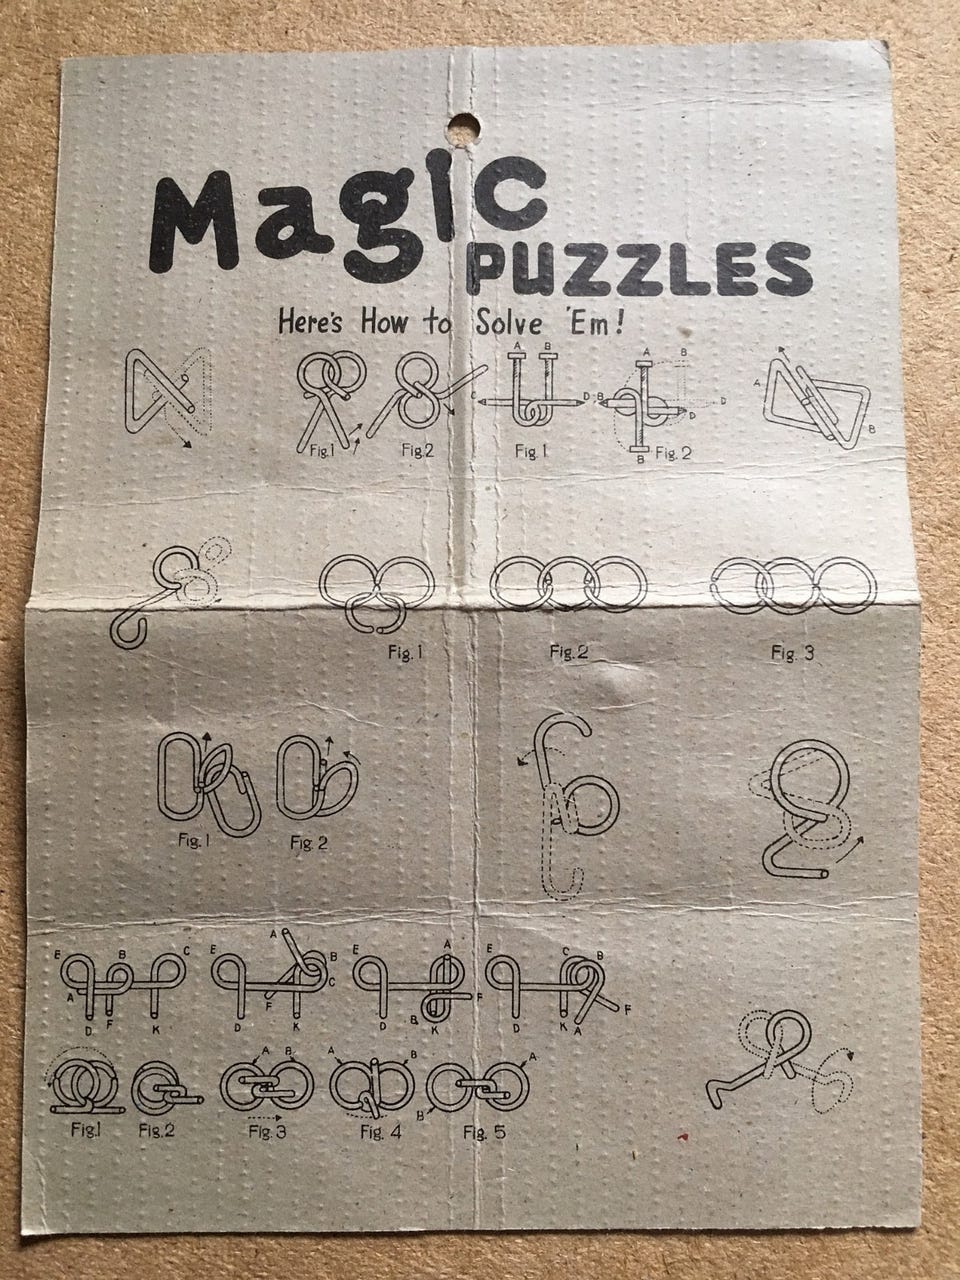 Magic
PUZZLES
Here's How to Solve 'Em!
A B
C D
Fig.1
Fig.2
Fig.1
A B
B D D
B Fig.2
A
B
Fig.1
Fig.2
Fig. 3
Fig.1
Fig.2
E B C
A
D F K
E A B
C
F
D K
E A
F
B
D K
E C B
F
D K A
A B
A B
A
B
Fig.1
Fig.2
Fig.3
Fig. 4
Fig. 5